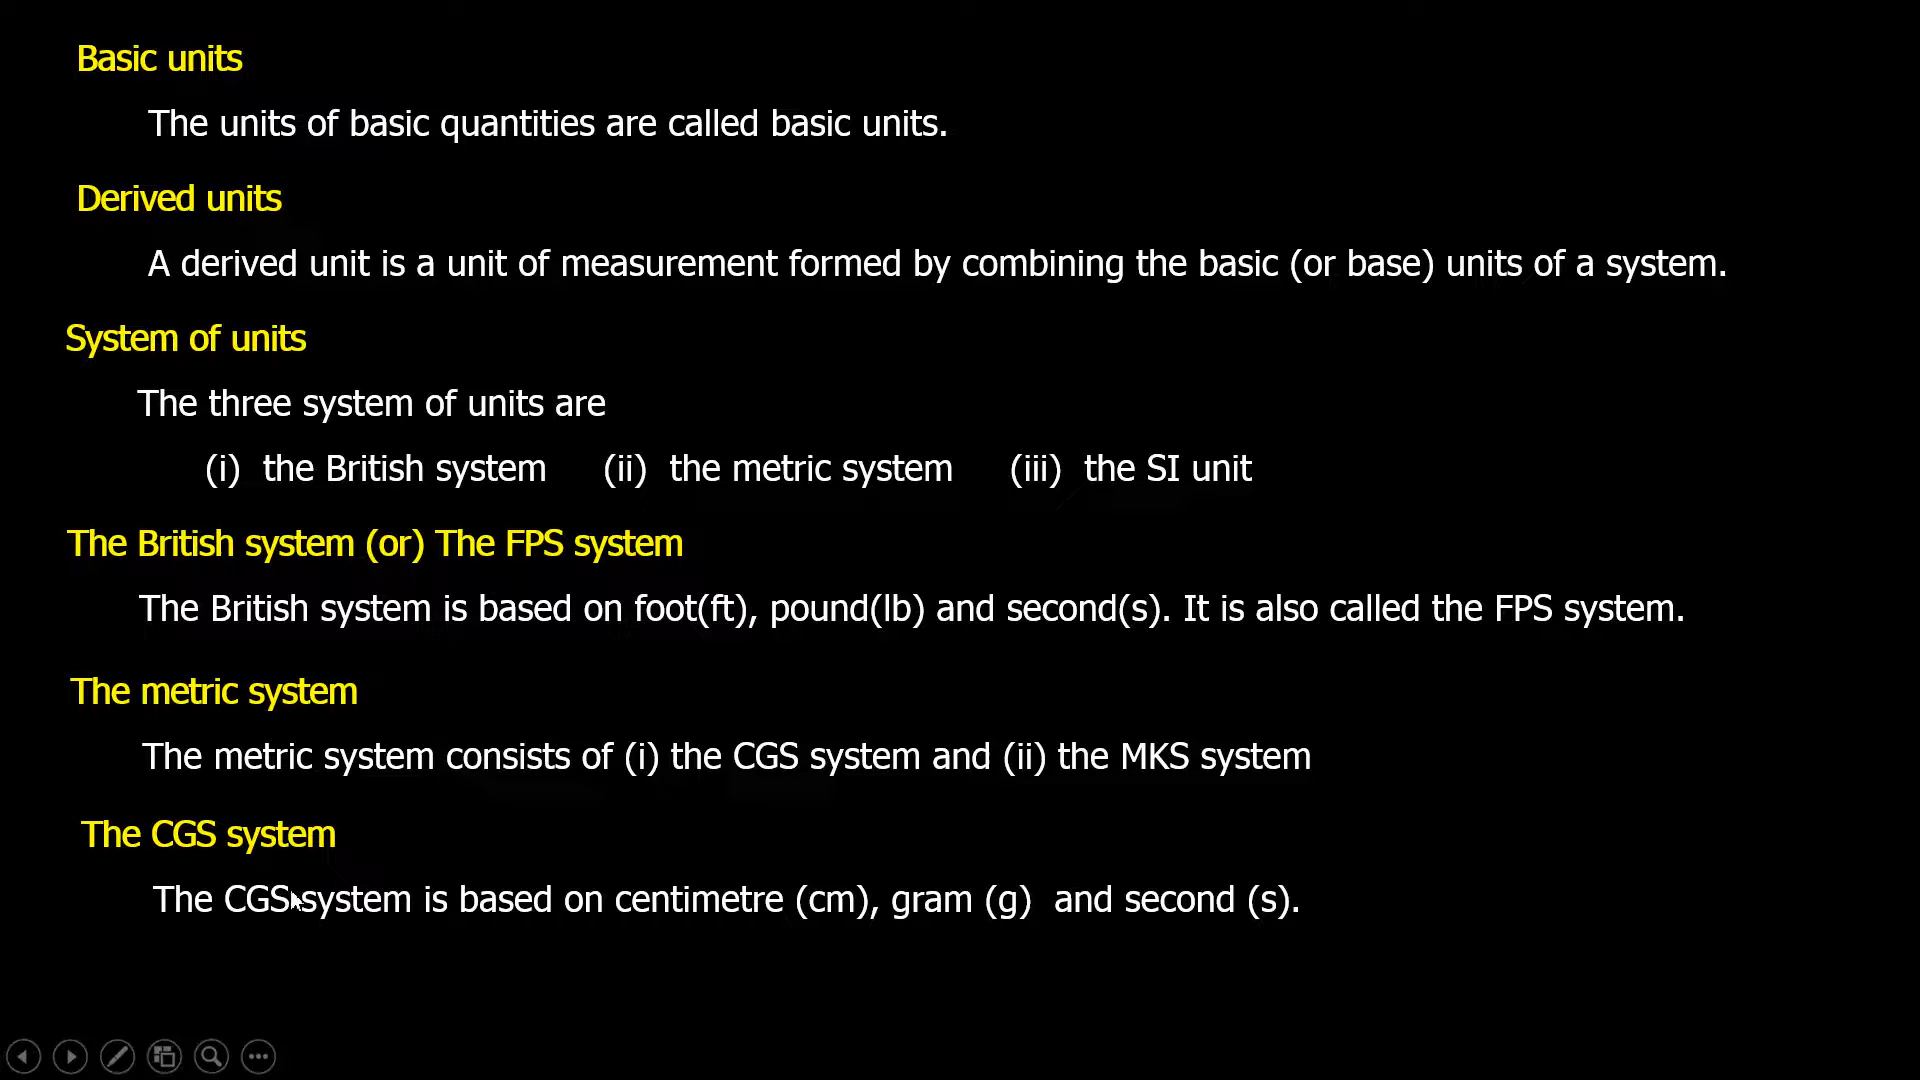 Basic units
The units of basic quantities are called basic units.
Derived units
A derived unit is a unit of measurement formed by combining the basic (or base) units of a system.
System of units
The three system of units are
(i) the British system (ii) the metric system (iii) the SI unit
The British system (or) The FPS system
The British system is based on foot(ft), pound(lb) and second(s). It is also called the FPS system.
The metric system
The metric system consists of (i) the CGS system and (ii) the MKS system
The CGS system
The CGS system is based on centimetre (cm), gram (g) and second (s).